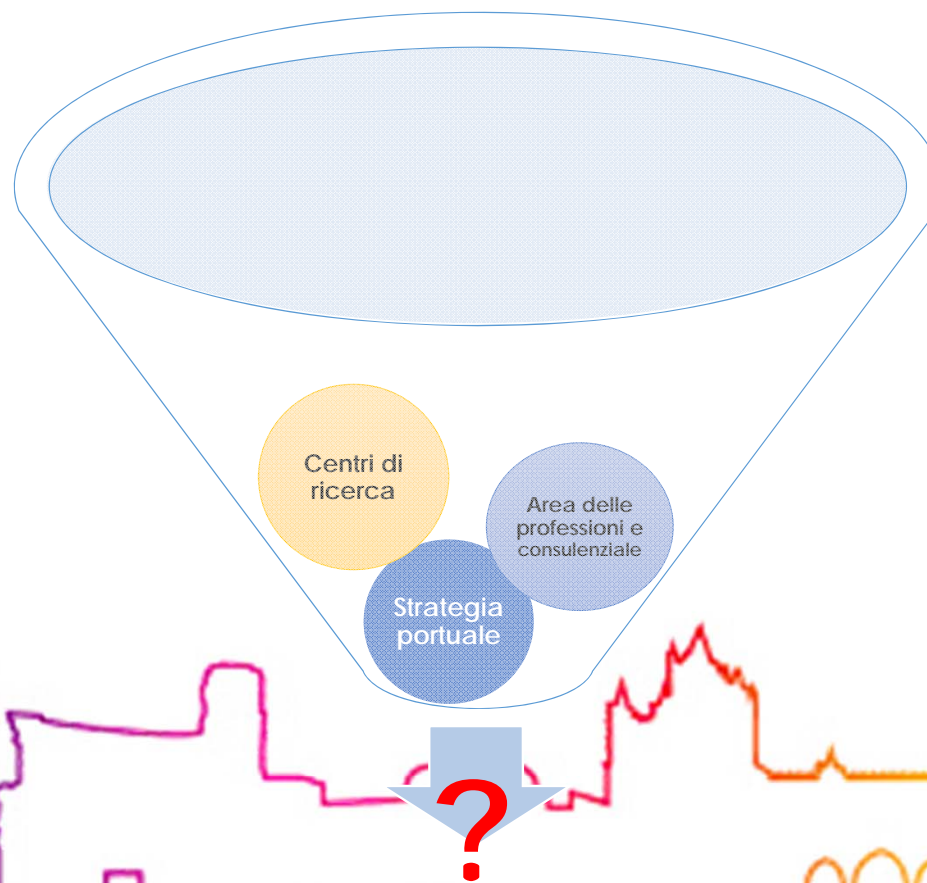 Centri di
ricerca
Area delle
professioni e
consulenziale
Strategia
portuale
?